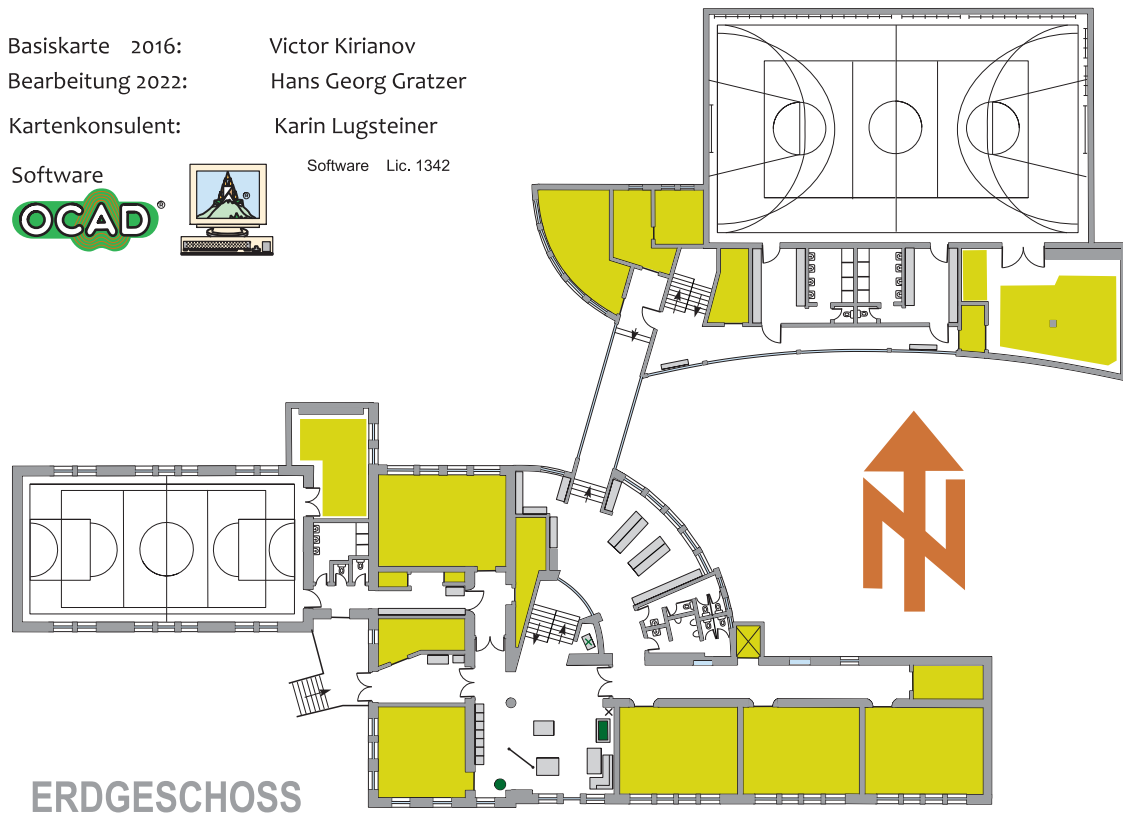 Basiskarte 2016: Victor Kirianov
Bearbeitung 2022: Hans Georg Gratzer
Kartenkonsulent: Karin Lugsteiner
Software Lic. 1342
Software
OCAD®
®
N
ERDGESCHOSS